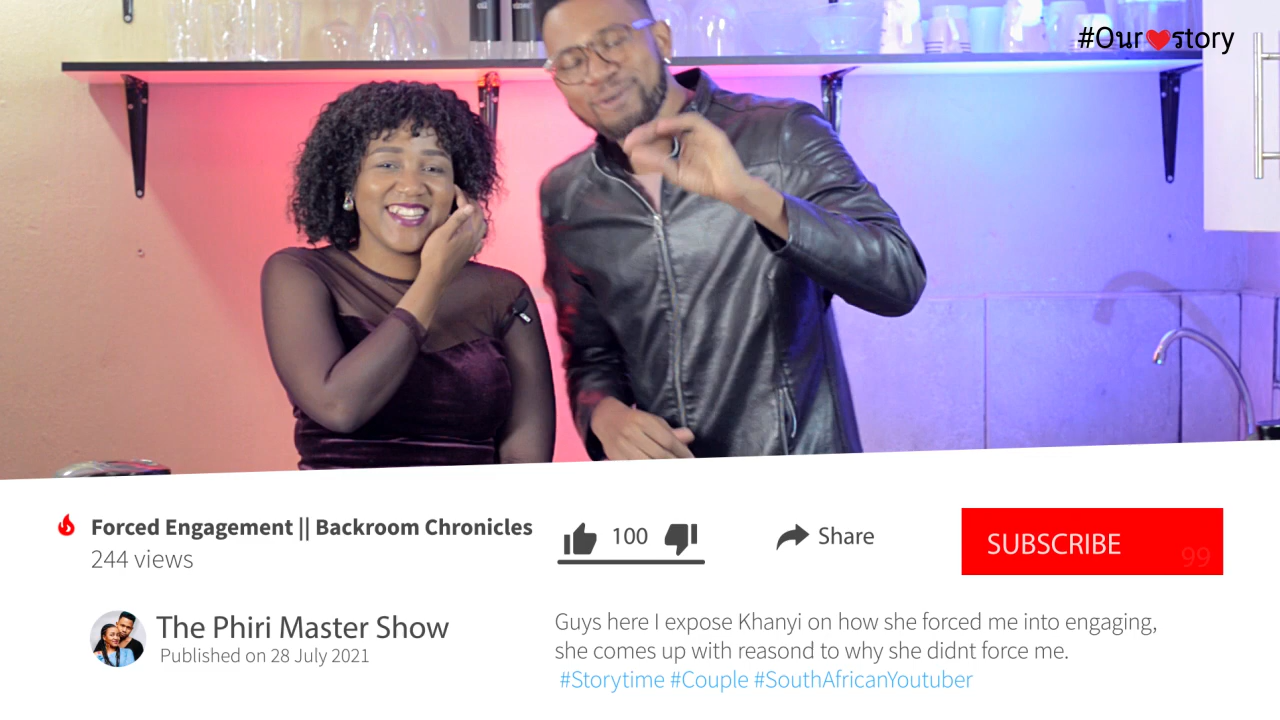 #Our❤story
Forced Engagement || Backroom Chronicles
244 views
100
Share
SUBSCRIBE
99
The Phiri Master Show
Published on 28 July 2021
Guys here I expose Khanyi on how she forced me into engaging,
she comes up with reasond to why she didnt force me.
#Storytime #Couple #SouthAfricanYoutuber